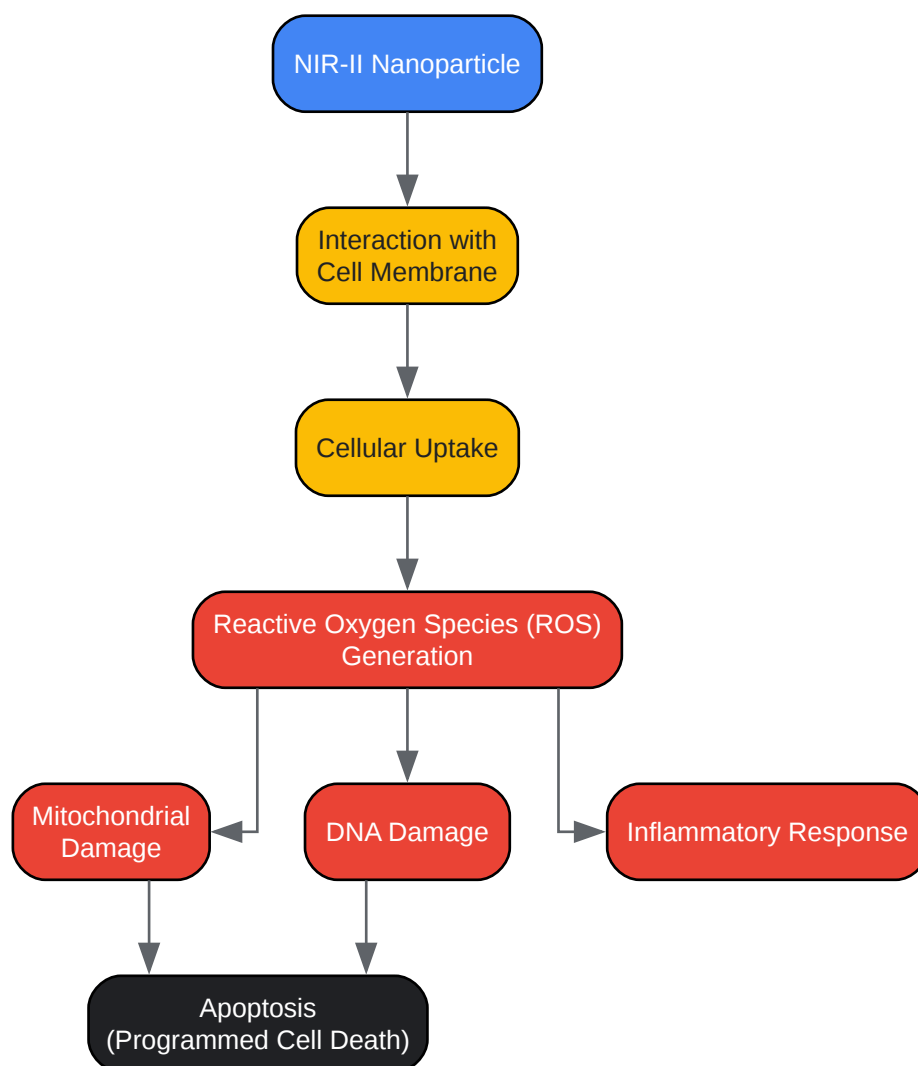 NIR-II Nanoparticle
Interaction with
Cell Membrane
Cellular Uptake
Reactive Oxygen Species (ROS)
Generation
Mitochondrial
Damage
DNA Damage
Inflammatory Response
Apoptosis
(Programmed Cell Death)